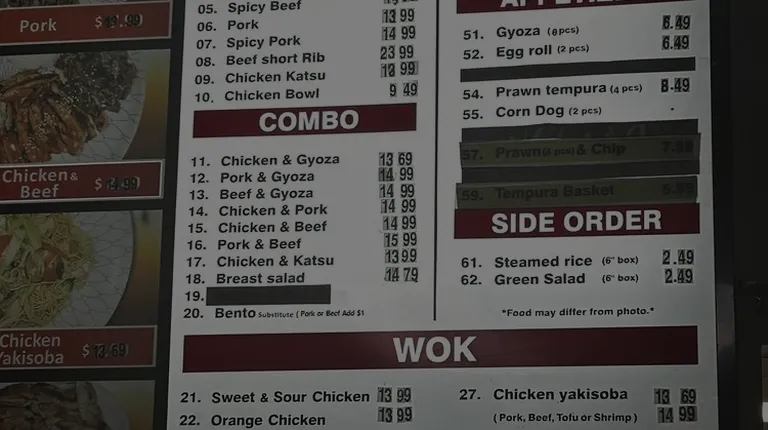 Pork $13.99
Chicken & Beef $14.99
Chicken Yakisoba $13.69
05. Spicy Beef
06. Pork 13 99
07. Spicy Pork 14 99
08. Beef short Rib 23 99
09. Chicken Katsu 13 99
10. Chicken Bowl 9 49
COMBO
11. Chicken & Gyoza 13 69
12. Pork & Gyoza 14 99
13. Beef & Gyoza 14 99
14. Chicken & Pork 14 99
15. Chicken & Beef 14 99
16. Pork & Beef 15 99
17. Chicken & Katsu 13 99
18. Breast salad 14 79
19.
20. Bento Substitute ( Pork or Beef Add $1
51. Gyoza (8pcs) 6.49
52. Egg roll (2 pcs) 6.49
54. Prawn tempura (4 pcs) 8.49
55. Corn Dog (2 pcs)
57. Prawn & Chip
59. Tempura Basket
SIDE ORDER
61. Steamed rice (6" box) 2.49
62. Green Salad (6" box) 2.49
*Food may differ from photo.*
WOK
21. Sweet & Sour Chicken 13 99
22. Orange Chicken 13 99
27. Chicken yakisoba 13 69
( Pork, Beef, Tofu or Shrimp ) 14 99